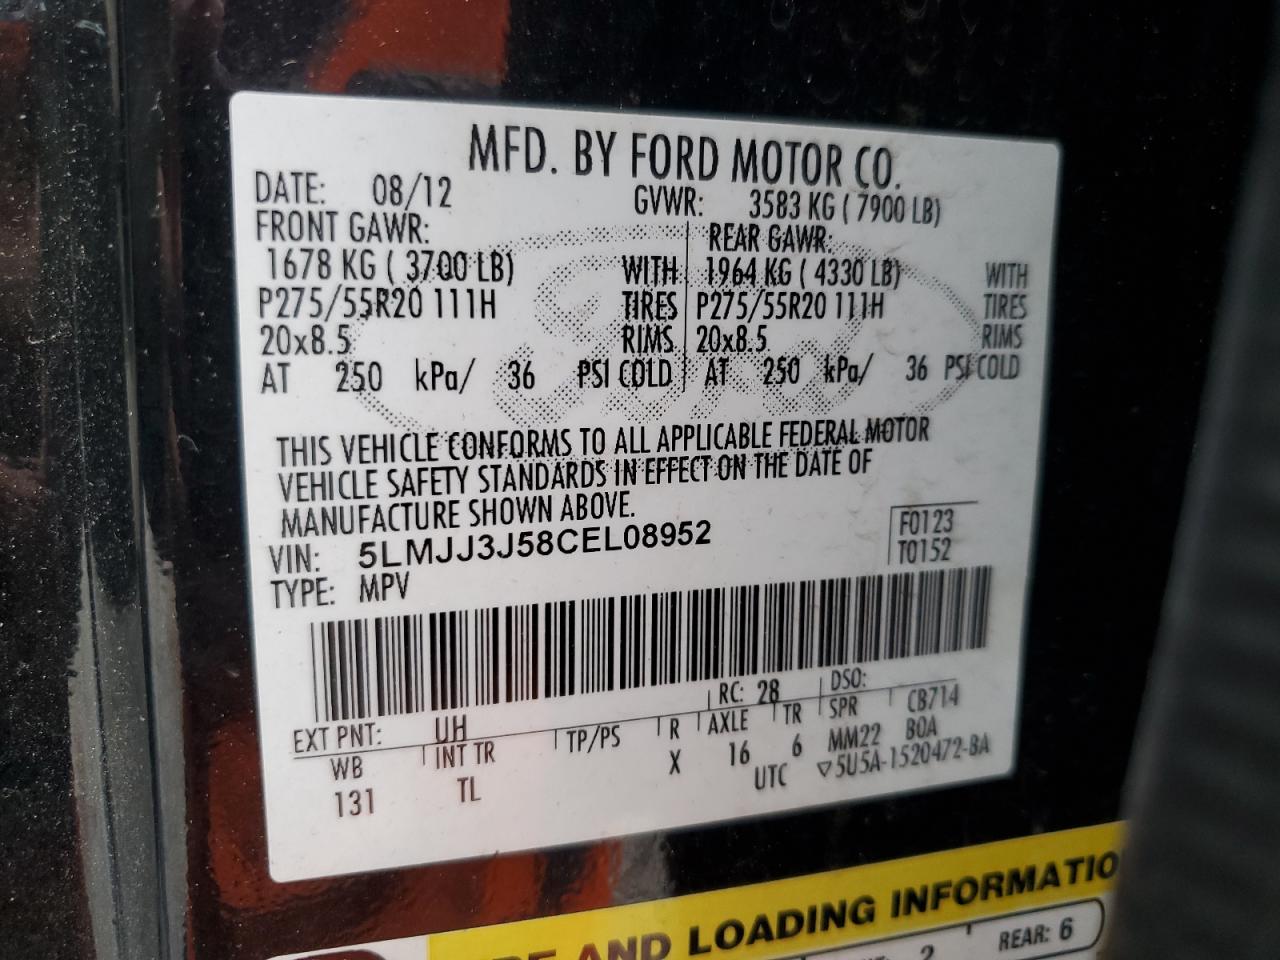 MFD. BY FORD MOTOR CO.
DATE: 08/12 GVWR: 3583 KG ( 7900 LB)
FRONT GAWR: REAR GAWR:
1678 KG ( 3700 LB) WITH 1964 KG ( 4330 LB) WITH
P275/55R20 111H TIRES P275/55R20 111H TIRES
20x8.5 RIMS 20x8.5 RIMS
AT 250 kPa/ 36 PSI COLD AT 250 kPa/ 36 PSI COLD
THIS VEHICLE CONFORMS TO ALL APPLICABLE FEDERAL MOTOR
VEHICLE SAFETY STANDARDS IN EFFECT ON THE DATE OF
MANUFACTURE SHOWN ABOVE.
VIN: 5LMJJ3J58CEL08952 F0123
TYPE: MPV T0152
EXT PNT: UH RC: 28 DSO:
WB INT TR TP/PS R AXLE TR SPR CB714
131 TL X 16 6 MM22 BOA
UTC ▽5U5A-1520472-BA
AND LOADING INFORMATIO
2 REAR: 6